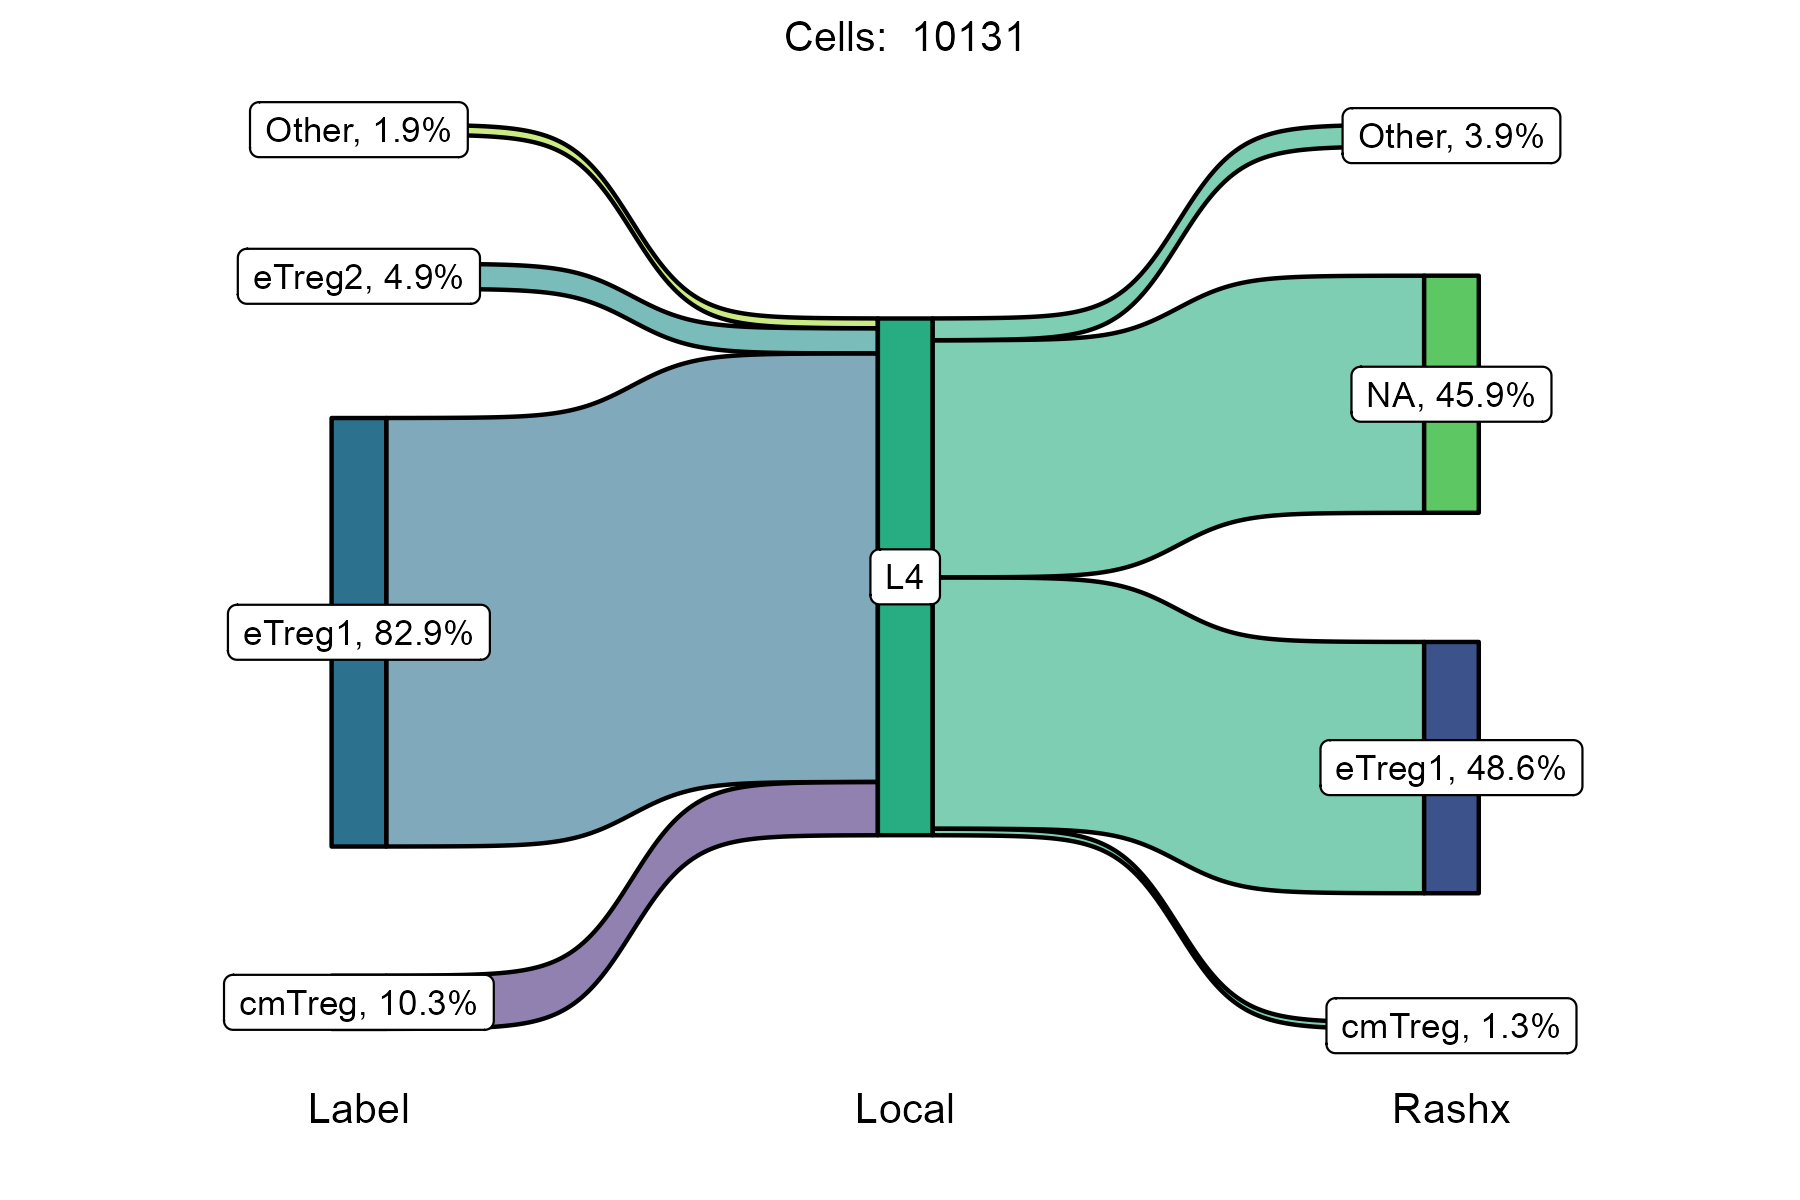 Cells: 10131
Other, 1.9%
Other, 3.9%
eTreg2, 4.9%
NA, 45.9%
L4
eTreg1, 82.9%
eTreg1, 48.6%
cmTreg, 10.3%
cmTreg, 1.3%
Label
Local
Rashx